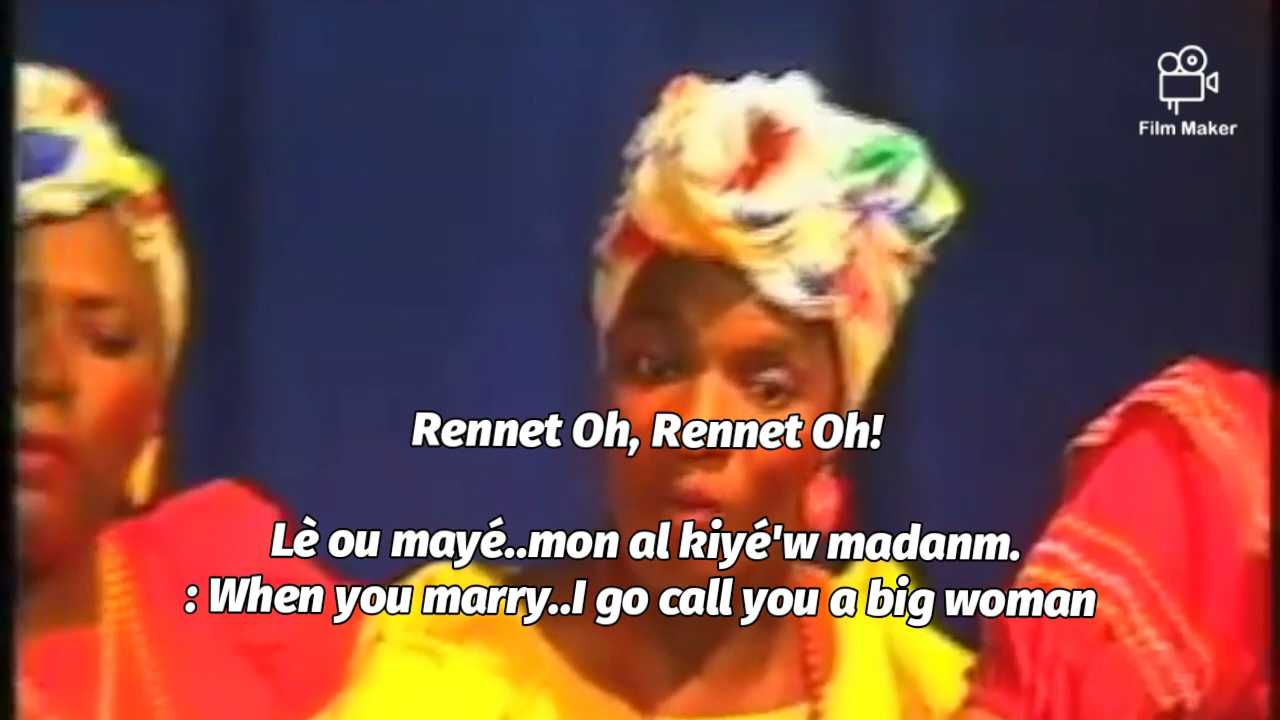 Film Maker
Rennet Oh, Rennet Oh!
Lè ou mayé..mon al kiyé'w madanm.
: When you marry..I go call you a big woman